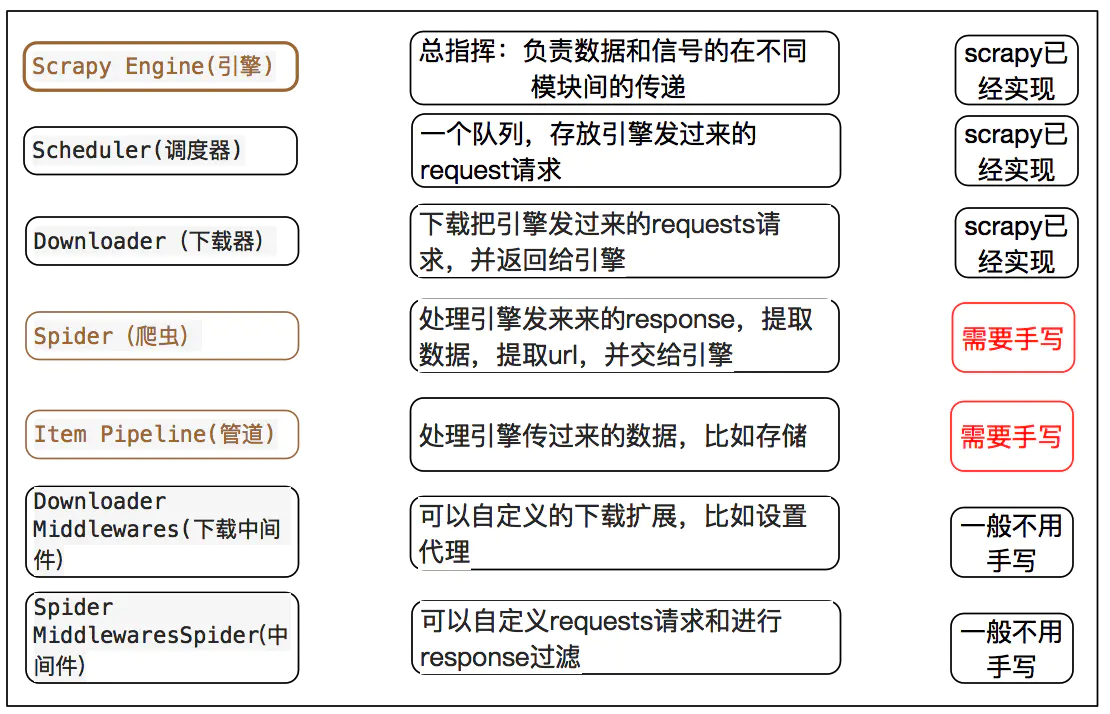 Scrapy Engine(引擎)
总指挥：负责数据和信号的在不同
模块间的传递
scrapy已
经实现
Scheduler(调度器)
一个队列，存放引擎发过来的
request请求
scrapy已
经实现
Downloader（下载器）
下载把引擎发过来的requests请
求，并返回给引擎
scrapy已
经实现
Spider（爬虫）
处理引擎发来来的response，提取
数据，提取url，并交给引擎
需要手写
Item Pipeline(管道)
处理引擎传过来的数据，比如存储
需要手写
Downloader
Middlewares(下载中间
件)
可以自定义的下载扩展，比如设置
代理
一般不用
手写
Spider
MiddlewaresSpider(中
间件)
可以自定义requests请求和进行
response过滤
一般不用
手写